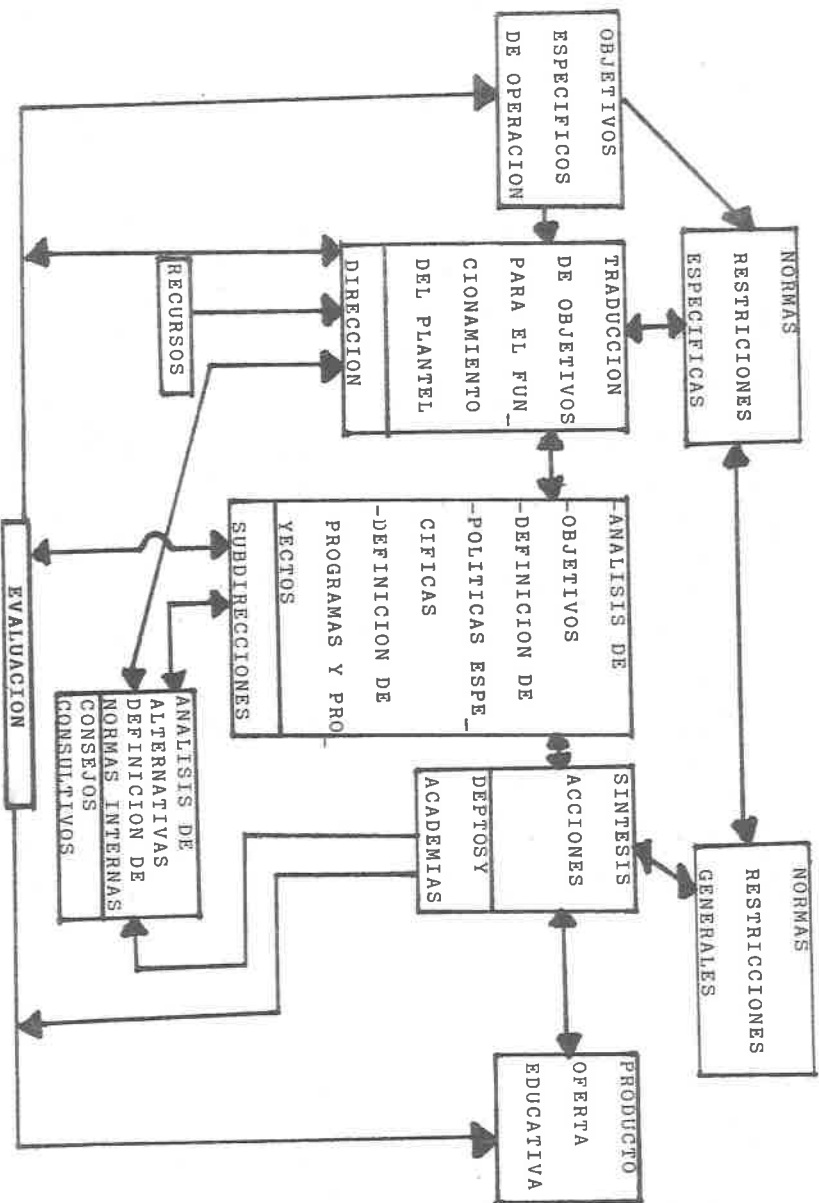 OBJETIVOS
ESPECIFICOS
DE OPERACION
NORMAS
RESTRICIONES
ESPECIFICAS
TRADUCCION
DE OBJETIVOS
PARA EL FUN_
CIONAMIENTO
DEL PLANTEL
DIRECCION
RECURSOS
-ANALISIS DE
-OBJETIVOS
-DEFINICION DE
-POLITICAS ESPE_
CIFICAS
-DEFINICION DE
PROGRAMAS Y PRO_
YECTOS
SUBDIRECCIONES
ANALISIS DE
ALTERNATIVAS
DEFINICION DE
NORMAS INTERNAS
CONSEJOS
CONSULTIVOS
SINTESIS
ACCIONES
DEPTOSY
ACADEMIAS
NORMAS
RESTRICCIONES
GENERALES
PRODUCTO
OFERTA
EDUCATIVA
EVALUACION